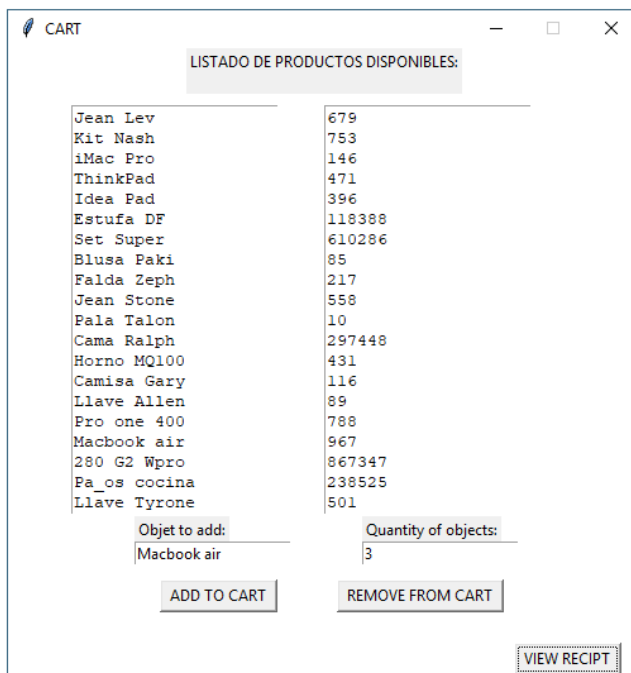 CART
LISTADO DE PRODUCTOS DISPONIBLES:
Jean Lev 679
Kit Nash 753
iMac Pro 146
ThinkPad 471
Idea Pad 396
Estufa DF 118388
Set Super 610286
Blusa Paki 85
Falda Zeph 217
Jean Stone 558
Pala Talon 10
Cama Ralph 297448
Horno MQ100 431
Camisa Gary 116
Llave Allen 89
Pro one 400 788
Macbook air 967
280 G2 Wpro 867347
Pa_os cocina 238525
Llave Tyrone 501
Objet to add: Quantity of objects:
Macbook air 3
ADD TO CART REMOVE FROM CART
VIEW RECIPT